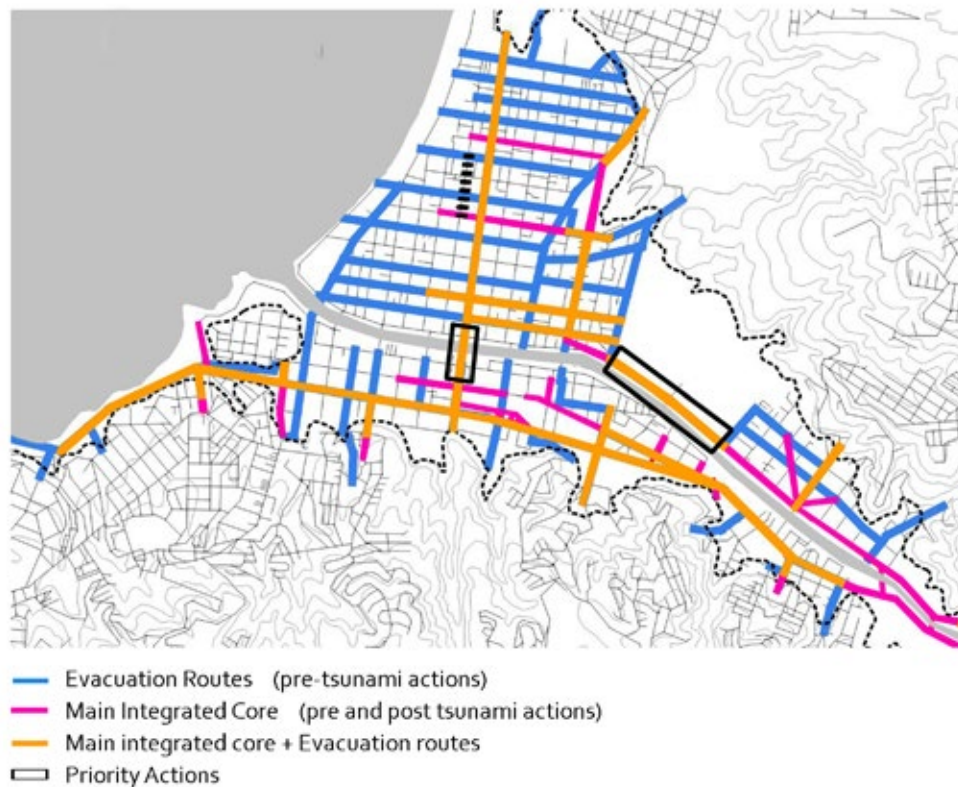 Evacuation Routes (pre-tsunami actions)
Main Integrated Core (pre and post tsunami actions)
Main integrated core + Evacuation routes
Priority Actions